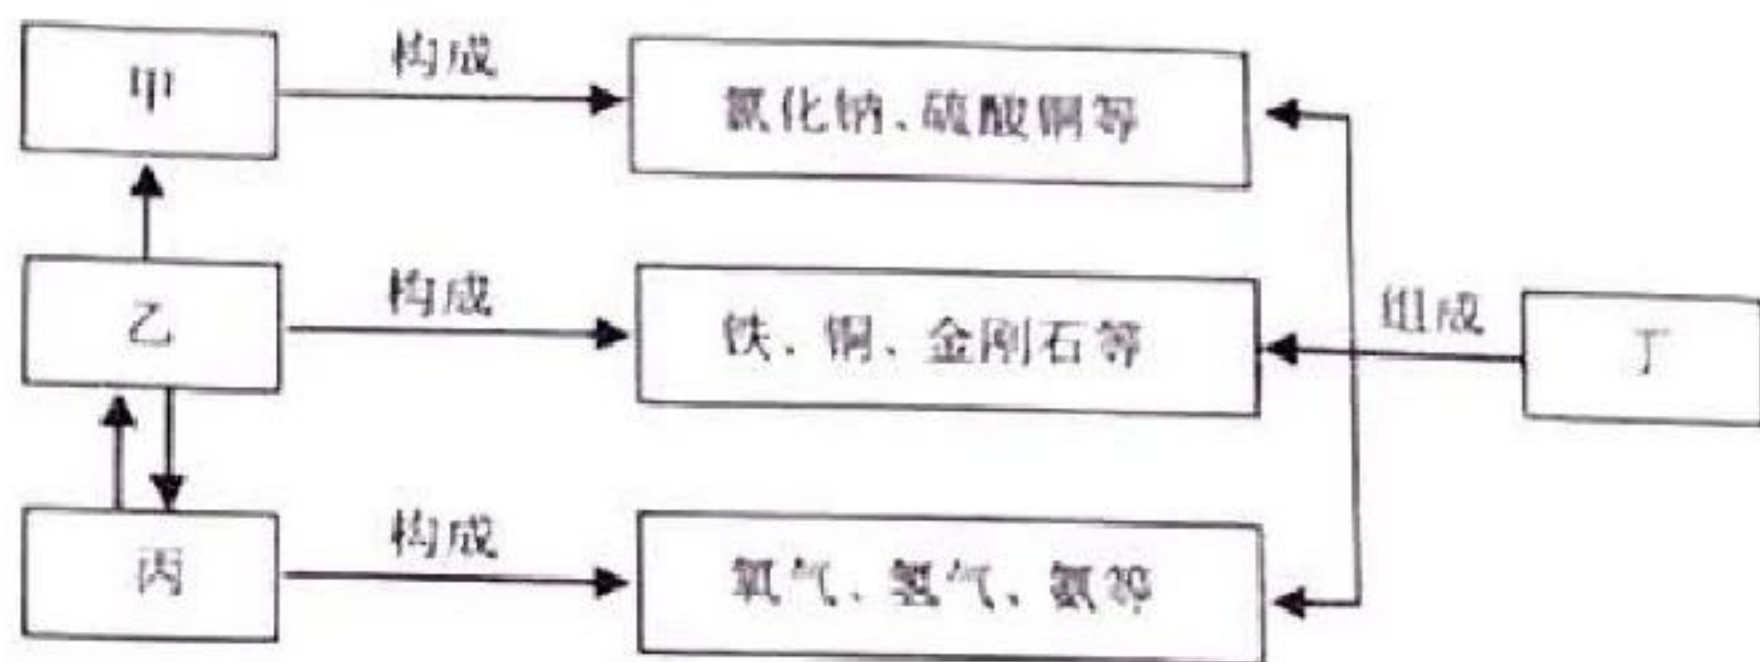 甲
构成
氯化钠、硫酸铜等
乙
构成
铁、铜、金刚石等
组成
丁
丙
构成
氧气、氢气、氨等